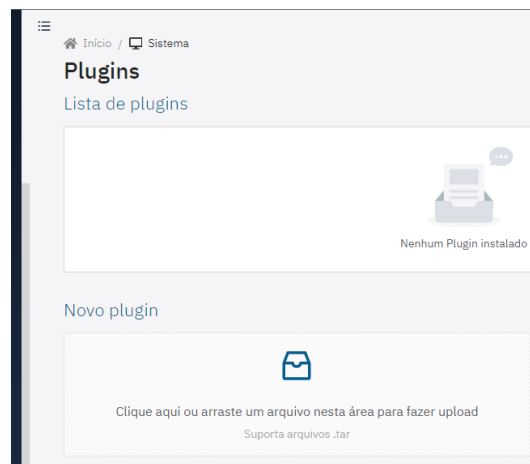 Início / Sistema
Plugins
Lista de plugins
Nenhum Plugin instalado
Novo plugin
Clique aqui ou arraste um arquivo nesta área para fazer upload
Suporta arquivos .tar